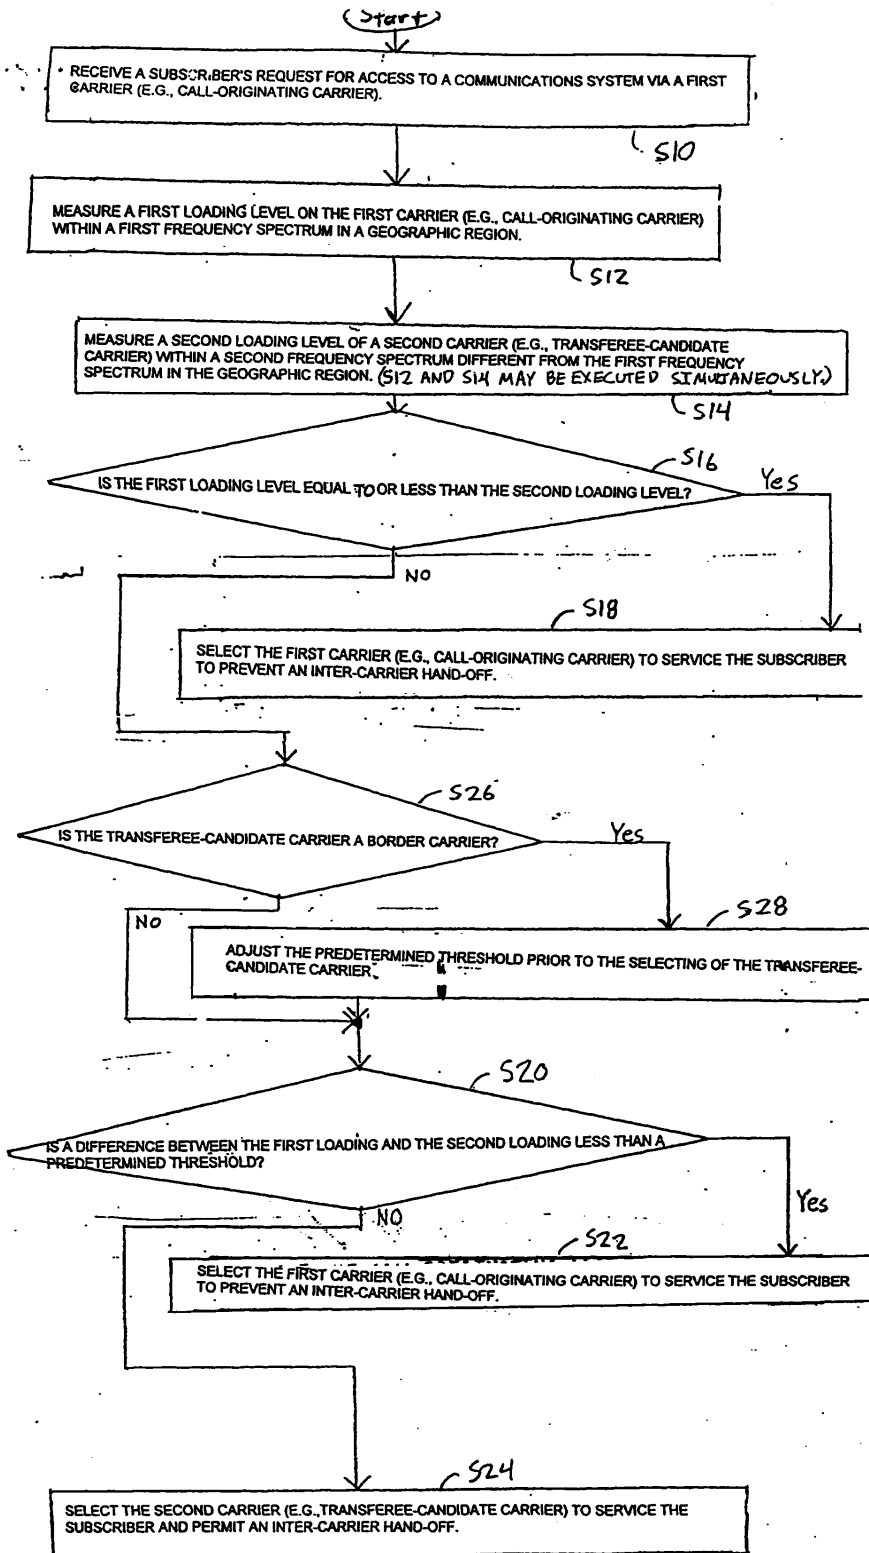 Start
RECEIVE A SUBSCRIBER'S REQUEST FOR ACCESS TO A COMMUNICATIONS SYSTEM VIA A FIRST
CARRIER (E.G., CALL-ORIGINATING CARRIER).
S10
MEASURE A FIRST LOADING LEVEL ON THE FIRST CARRIER (E.G., CALL-ORIGINATING CARRIER)
WITHIN A FIRST FREQUENCY SPECTRUM IN A GEOGRAPHIC REGION.
S12
MEASURE A SECOND LOADING LEVEL OF A SECOND CARRIER (E.G., TRANSFEREE-CANDIDATE
CARRIER) WITHIN A SECOND FREQUENCY SPECTRUM DIFFERENT FROM THE FIRST FREQUENCY
SPECTRUM IN THE GEOGRAPHIC REGION. (S12 AND S14 MAY BE EXECUTED SIMULTANEOUSLY.)
S14
S16
IS THE FIRST LOADING LEVEL EQUAL TO OR LESS THAN THE SECOND LOADING LEVEL?
Yes
NO
S18
SELECT THE FIRST CARRIER (E.G., CALL-ORIGINATING CARRIER) TO SERVICE THE SUBSCRIBER
TO PREVENT AN INTER-CARRIER HAND-OFF.
S26
IS THE TRANSFEREE-CANDIDATE CARRIER A BORDER CARRIER?
Yes
NO
S28
ADJUST THE PREDETERMINED THRESHOLD PRIOR TO THE SELECTING OF THE TRANSFEREE-
CANDIDATE CARRIER.
S20
IS A DIFFERENCE BETWEEN THE FIRST LOADING AND THE SECOND LOADING LESS THAN A
PREDETERMINED THRESHOLD?
Yes
NO
S22
SELECT THE FIRST CARRIER (E.G., CALL-ORIGINATING CARRIER) TO SERVICE THE SUBSCRIBER
TO PREVENT AN INTER-CARRIER HAND-OFF.
S24
SELECT THE SECOND CARRIER (E.G.,TRANSFEREE-CANDIDATE CARRIER) TO SERVICE THE
SUBSCRIBER AND PERMIT AN INTER-CARRIER HAND-OFF.